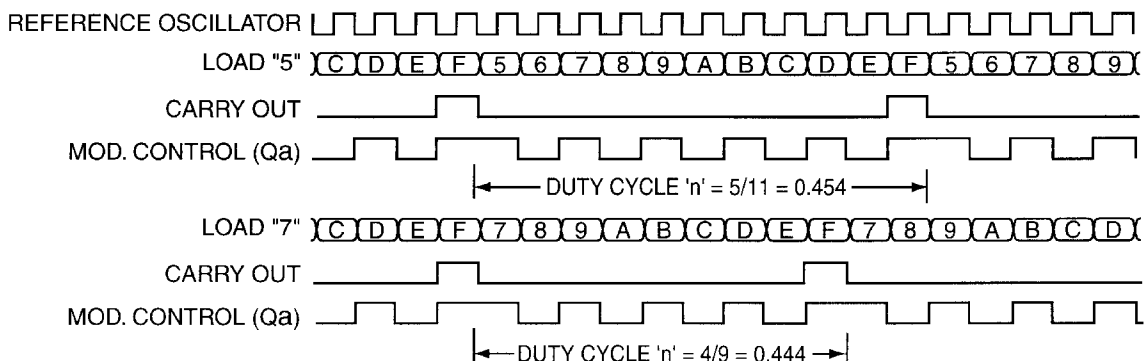 REFERENCE OSCILLATOR
LOAD "5" C D E F 5 6 7 8 9 A B C D E F 5 6 7 8 9
CARRY OUT
MOD. CONTROL (Qa)
DUTY CYCLE 'n' = 5/11 = 0.454
LOAD "7" C D E F 7 8 9 A B C D E F 7 8 9 A B C D
CARRY OUT
MOD. CONTROL (Qa)
DUTY CYCLE 'n' = 4/9 = 0.444